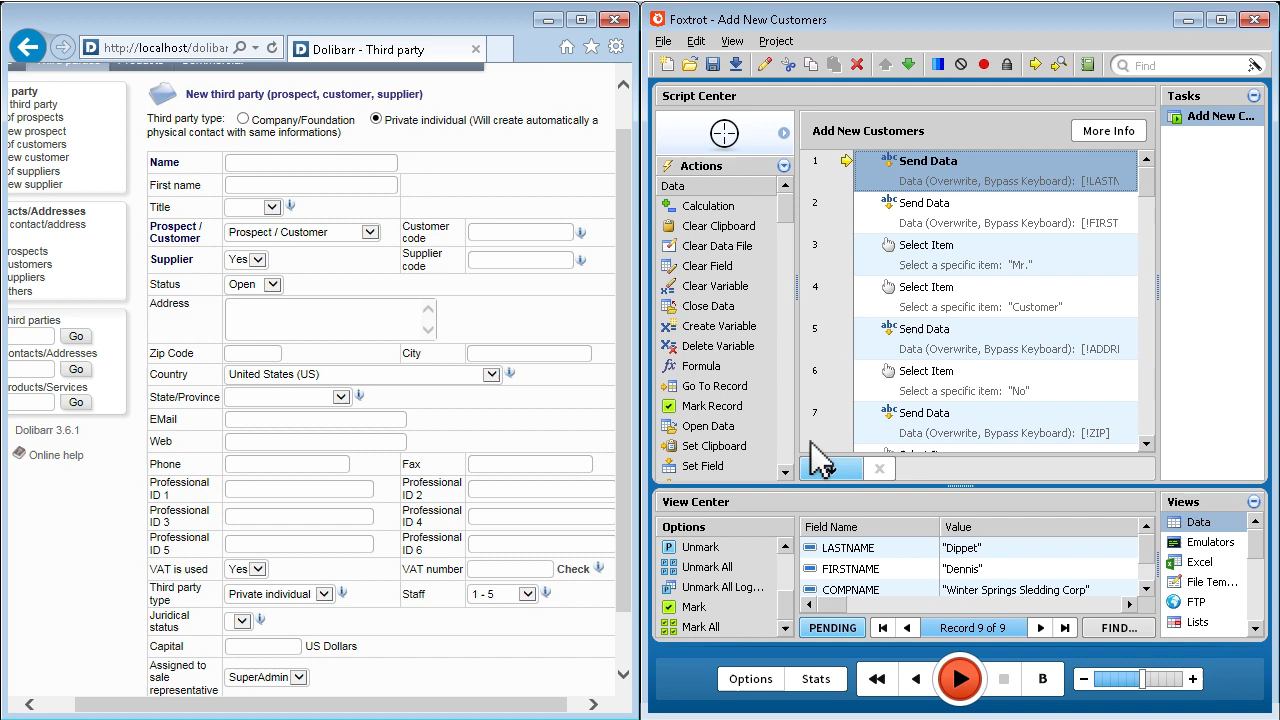 http://localhost/dolibar
Dolibarr - Third party
rty
third party
of prospects
new prospect
of customers
new customer
of suppliers
new supplier
acts/Addresses
contact/address
rospects
ustomers
uppliers
thers
hird parties
Go
ontacts/Addresses
Go
roducts/Services
Go
Dolibarr 3.6.1
Online help
New third party (prospect, customer, supplier)
Third party type: Company/Foundation Private individual (Will create automatically a
physical contact with same informations)
Name
First name
Title
Prospect / Customer Prospect / Customer Customer code
Supplier Yes Supplier code
Status Open
Address
Zip Code City
Country United States (US)
State/Province
EMail
Web
Phone Fax
Professional ID 1 Professional ID 2
Professional ID 3 Professional ID 4
Professional ID 5 Professional ID 6
VAT is used Yes VAT number Check
Third party type Private individual Staff 1 - 5
Juridical status
Capital US Dollars
Assigned to sale representative SuperAdmin
Foxtrot - Add New Customers
File Edit View Project
Find
Script Center
Actions
Data
Calculation
Clear Clipboard
Clear Data File
Clear Field
Clear Variable
Close Data
Create Variable
Delete Variable
Formula
Go To Record
Mark Record
Open Data
Set Clipboard
Set Field
Add New Customers More Info
1 Send Data
Data (Overwrite, Bypass Keyboard): [!LASTN
2 Send Data
Data (Overwrite, Bypass Keyboard): [!FIRST
3 Select Item
Select a specific item: "Mr."
4 Select Item
Select a specific item: "Customer"
5 Send Data
Data (Overwrite, Bypass Keyboard): [!ADDR!
6 Select Item
Select a specific item: "No"
7 Send Data
Data (Overwrite, Bypass Keyboard): [!ZIP]
Tasks
Add New C...
View Center
Options
Unmark
Unmark All
Unmark All Log...
Mark
Mark All
Field Name Value
LASTNAME "Dippet"
FIRSTNAME "Dennis"
COMPNAME "Winter Springs Sledding Corp"
PENDING Record 9 of 9 FIND...
Views
Data
Emulators
Excel
File Tem...
FTP
Lists
Options Stats B